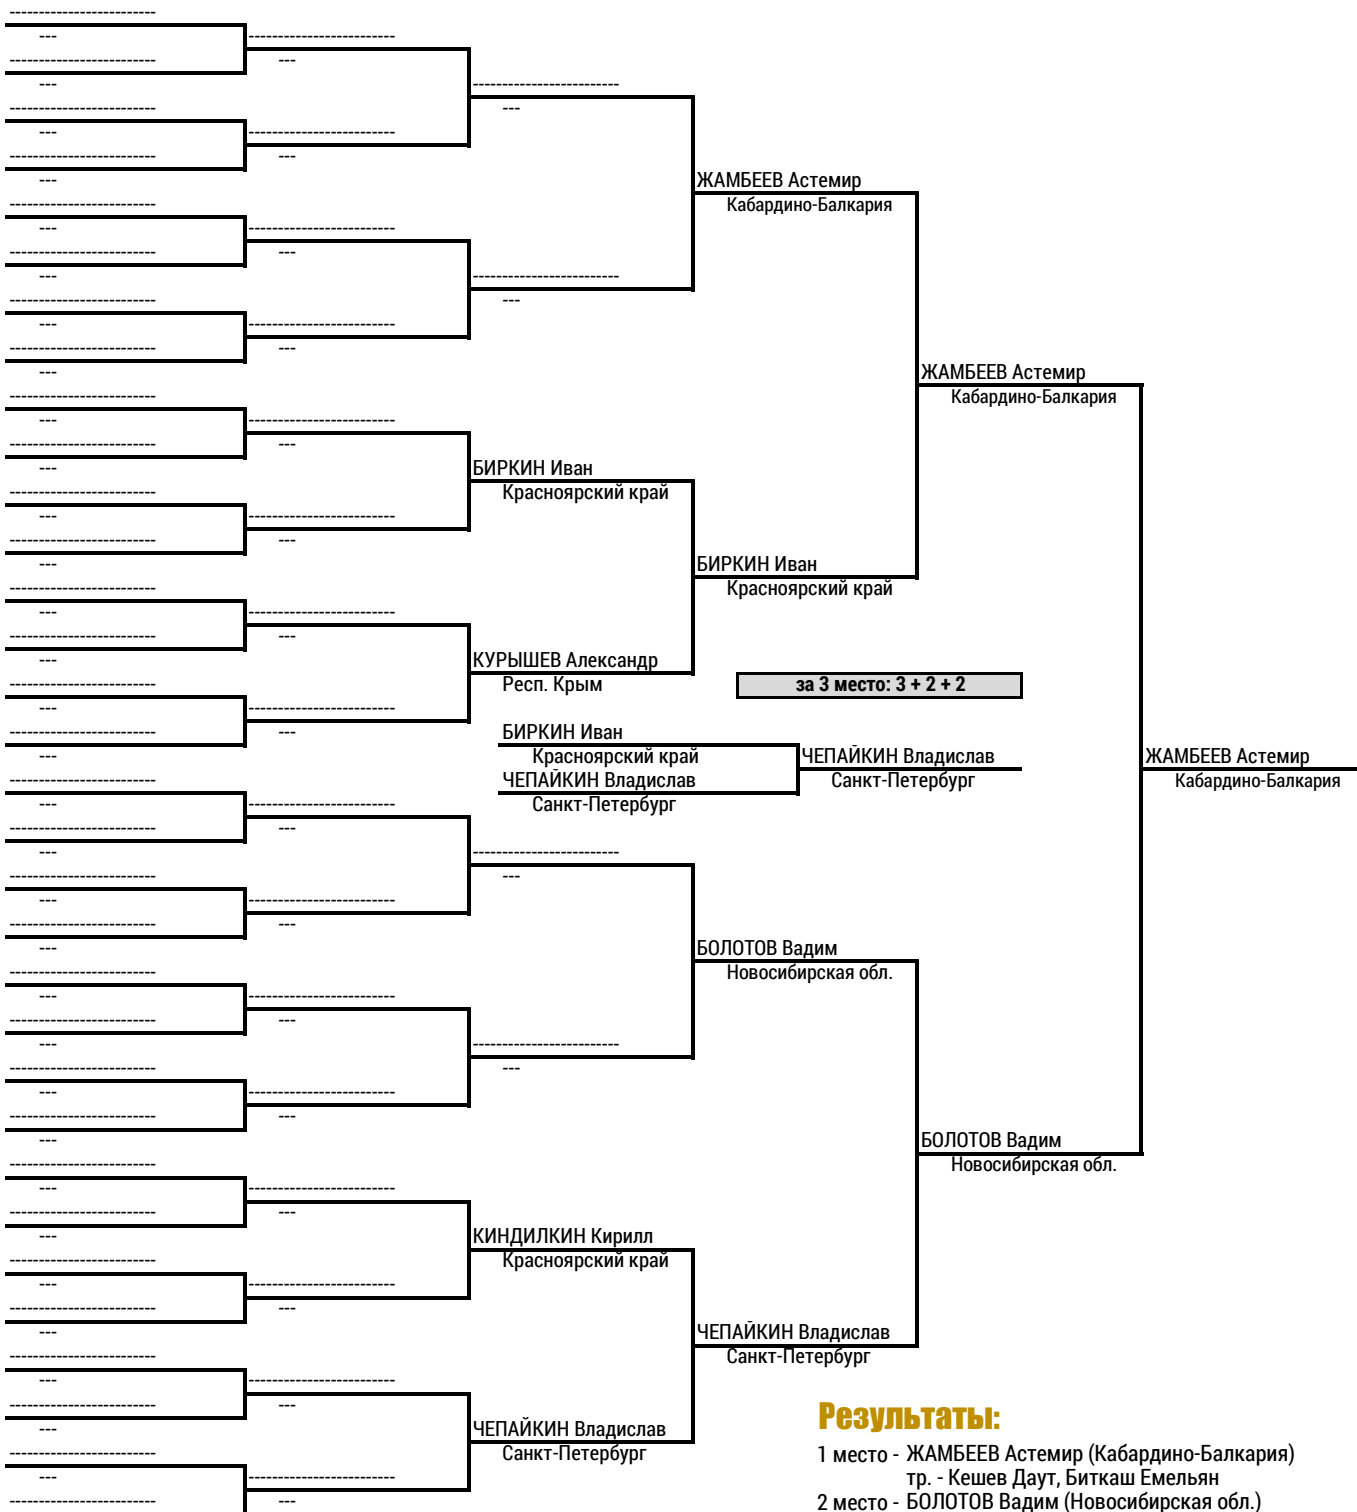 ЖАМБЕЕВ Астемир
Кабардино-Балкария
ЖАМБЕЕВ Астемир
Кабардино-Балкария
БИРКИН Иван
Красноярский край
БИРКИН Иван
Красноярский край
КУРЫШЕВ Александр
Респ. Крым
за 3 место: 3 + 2 + 2
БИРКИН Иван
Красноярский край
ЧЕПАЙКИН Владислав
Санкт-Петербург
ЧЕПАЙКИН Владислав
Санкт-Петербург
ЖАМБЕЕВ Астемир
Кабардино-Балкария
БОЛОТОВ Вадим
Новосибирская обл.
БОЛОТОВ Вадим
Новосибирская обл.
КИНДИЛКИН Кирилл
Красноярский край
ЧЕПАЙКИН Владислав
Санкт-Петербург
ЧЕПАЙКИН Владислав
Санкт-Петербург
Результаты:
1 место - ЖАМБЕЕВ Астемир (Кабардино-Балкария)
тр. - Кешев Даут, Биткаш Емельян
2 место - БОЛОТОВ Вадим (Новосибирская обл.)